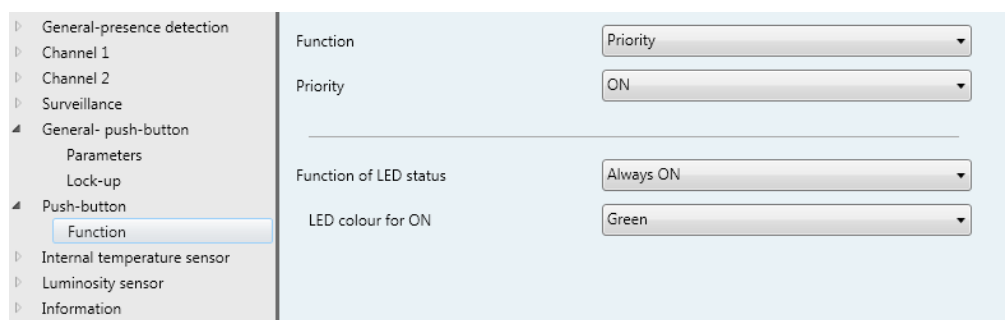 General-presence detection
Channel 1
Channel 2
Surveillance
General- push-button
Parameters
Lock-up
Push-button
Function
Internal temperature sensor
Luminosity sensor
Information
Function Priority
Priority ON
Function of LED status Always ON
LED colour for ON Green